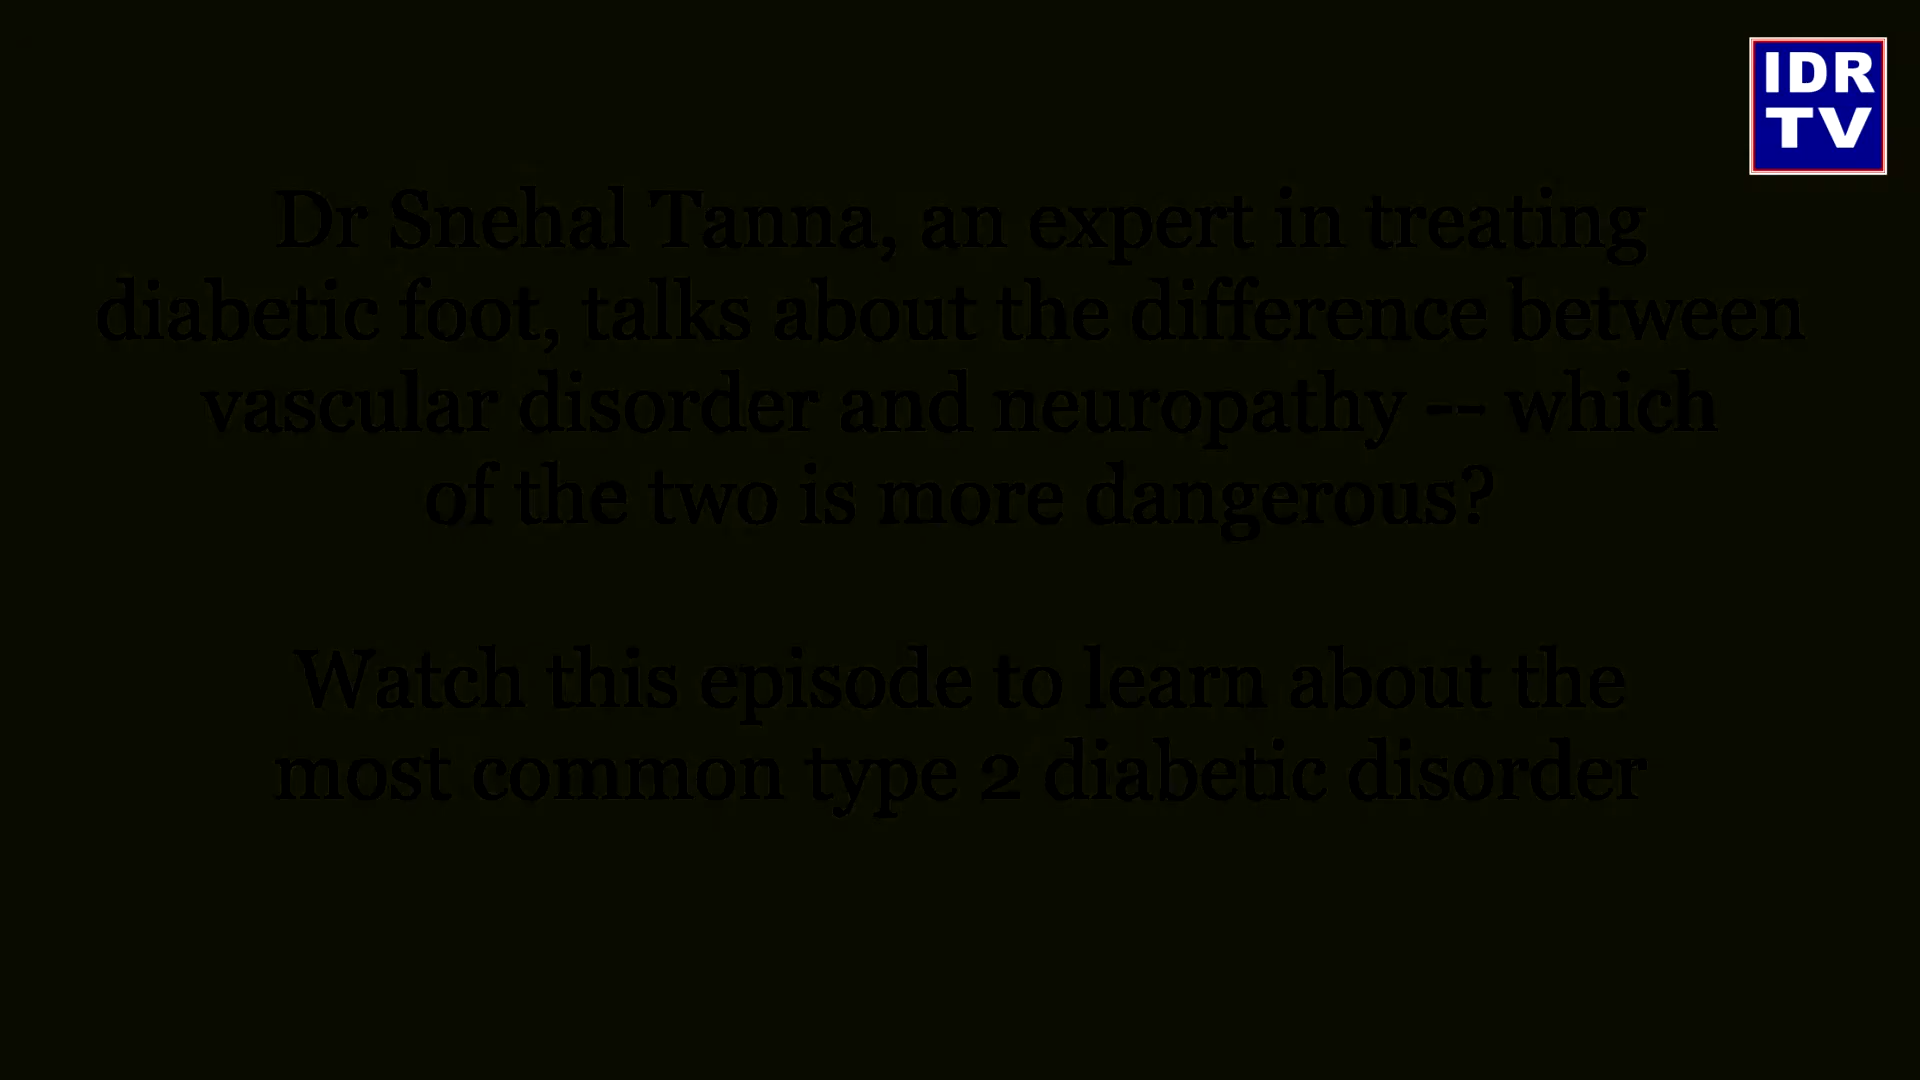 IDR
TV
Dr Snehal Tanna, an expert in treating
diabetic foot, talks about the difference between
vascular disorder and neuropathy -- which
of the two is more dangerous?
Watch this episode to learn about the
most common type 2 diabetic disorder